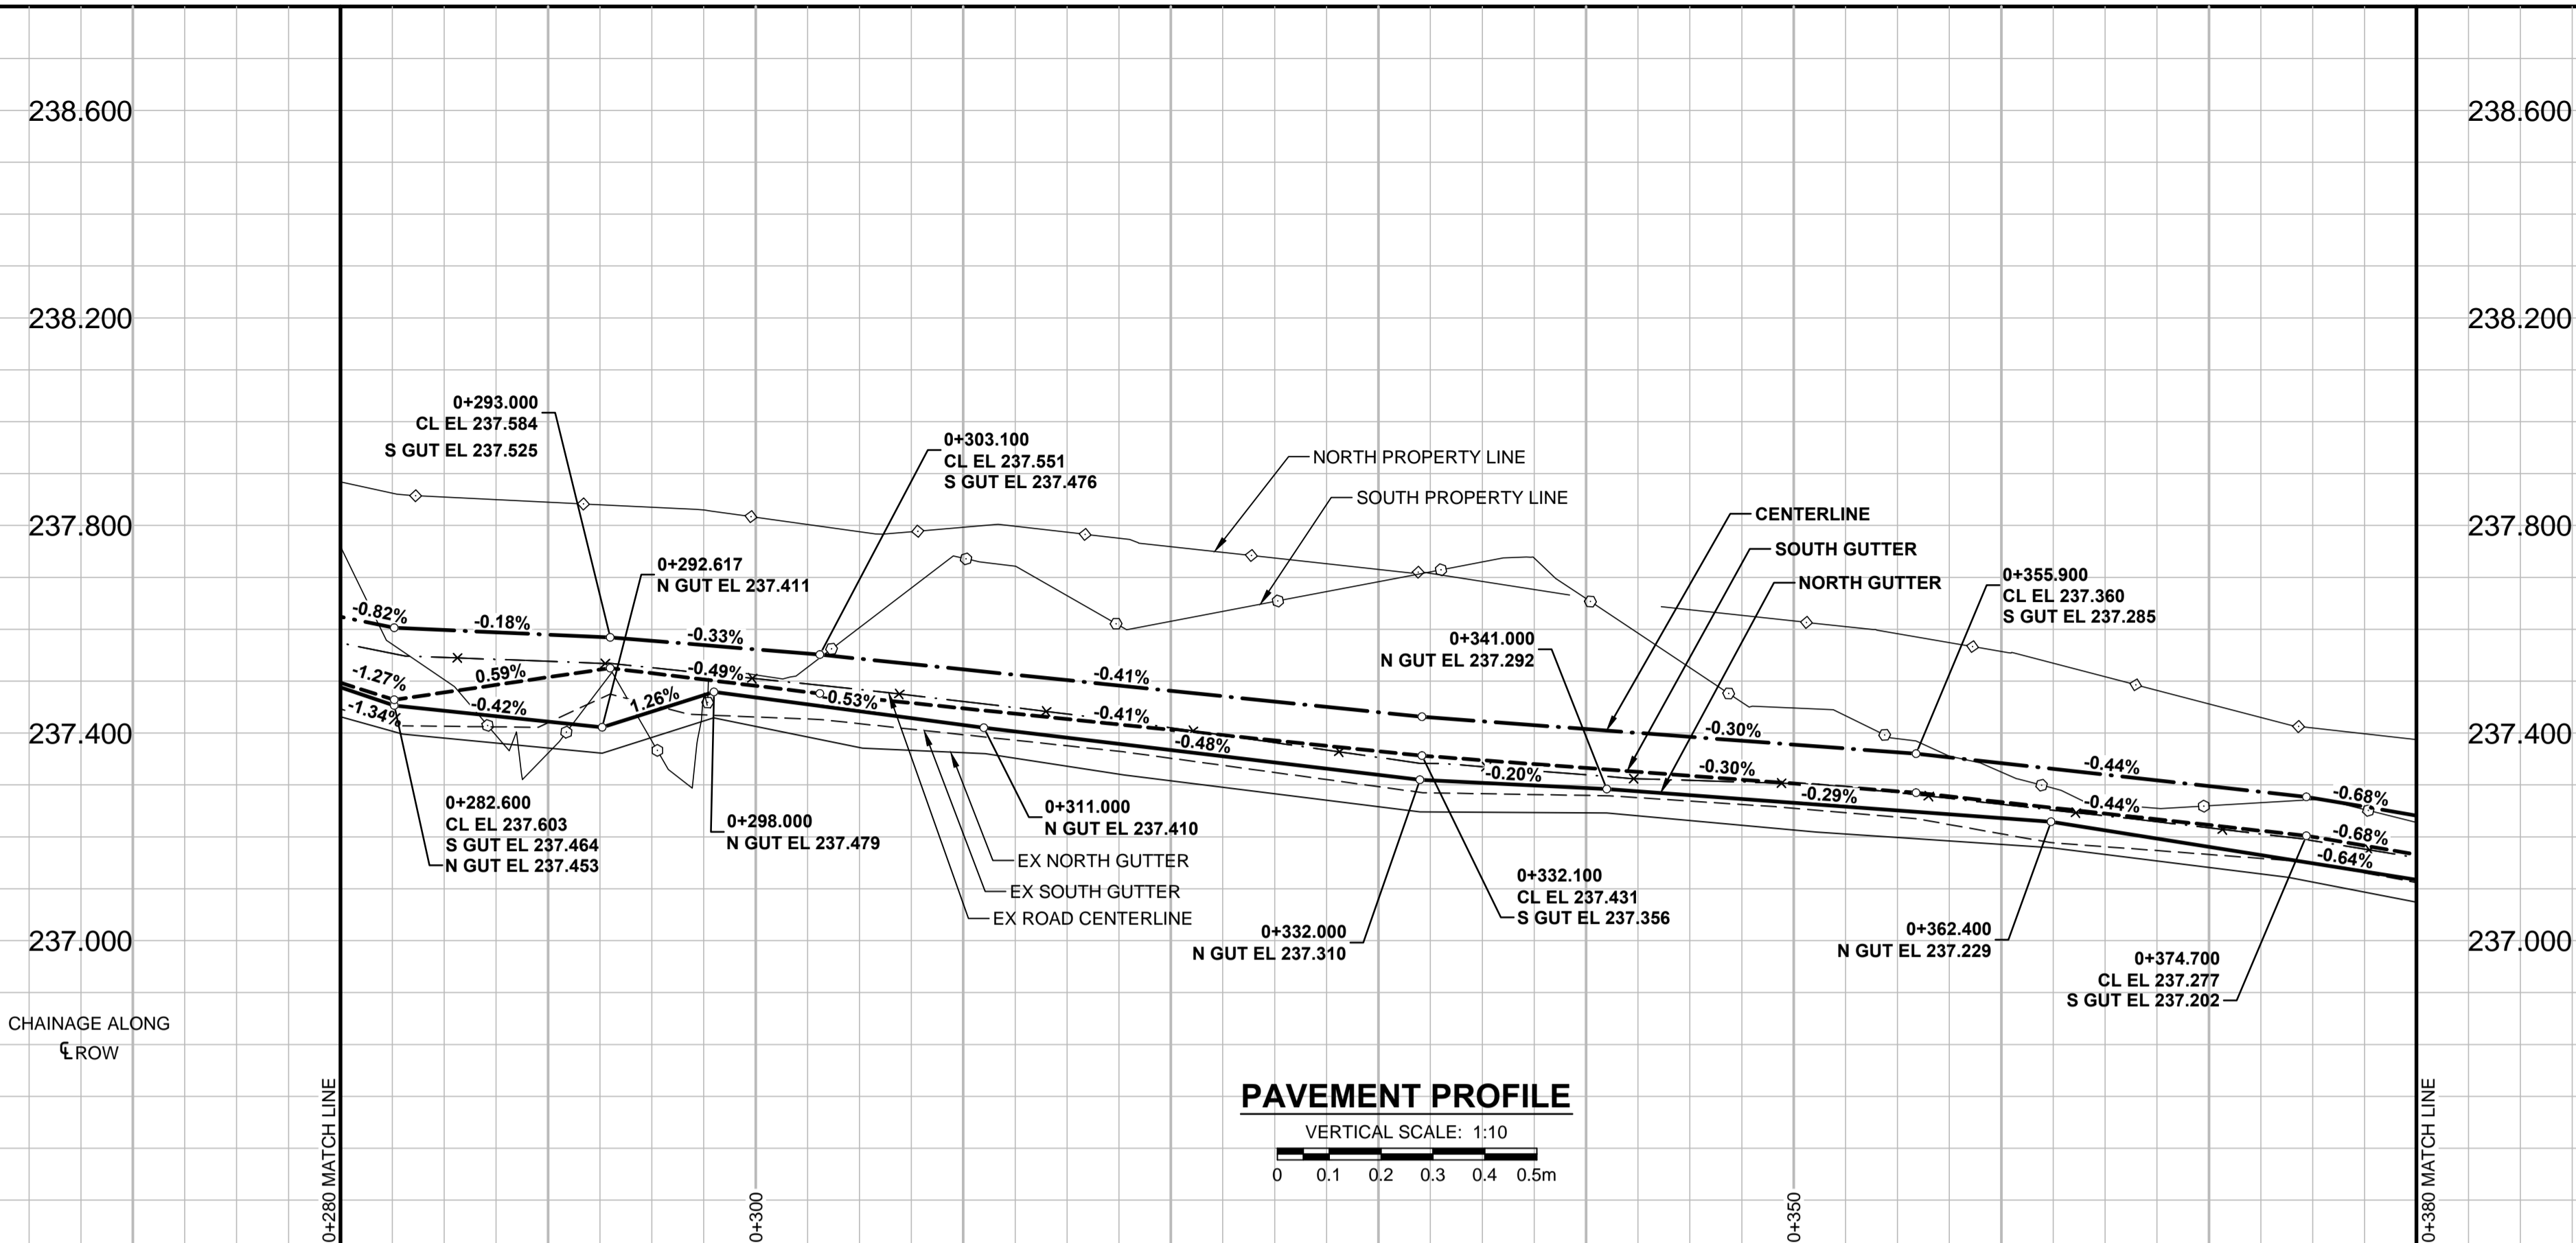 238.600
238.600
238.200
238.200
0+293.000
CL EL 237.584
S GUT EL 237.525
0+303.100
CL EL 237.551
S GUT EL 237.476
NORTH PROPERTY LINE
SOUTH PROPERTY LINE
CENTERLINE
SOUTH GUTTER
NORTH GUTTER
237.800
237.800
0+292.617
N GUT EL 237.411
0+355.900
CL EL 237.360
S GUT EL 237.285
0+341.000
N GUT EL 237.292
-0.82%
-0.18%
-0.33%
-0.41%
-0.30%
-0.44%
-0.68%
-1.27%
0.59%
-0.49%
-0.41%
-0.30%
-0.44%
-0.68%
-1.34%
-0.42%
1.26%
-0.53%
-0.48%
-0.20%
-0.29%
-0.64%
237.400
237.400
0+282.600
CL EL 237.603
S GUT EL 237.464
N GUT EL 237.453
0+298.000
N GUT EL 237.479
0+311.000
N GUT EL 237.410
EX NORTH GUTTER
EX SOUTH GUTTER
EX ROAD CENTERLINE
0+332.000
N GUT EL 237.310
0+332.100
CL EL 237.431
S GUT EL 237.356
0+362.400
N GUT EL 237.229
0+374.700
CL EL 237.277
S GUT EL 237.202
237.000
237.000
CHAINAGE ALONG
℄ ROW
PAVEMENT PROFILE
VERTICAL SCALE: 1:10
0 0.1 0.2 0.3 0.4 0.5m
0+280 MATCH LINE
0+300
0+350
0+380 MATCH LINE